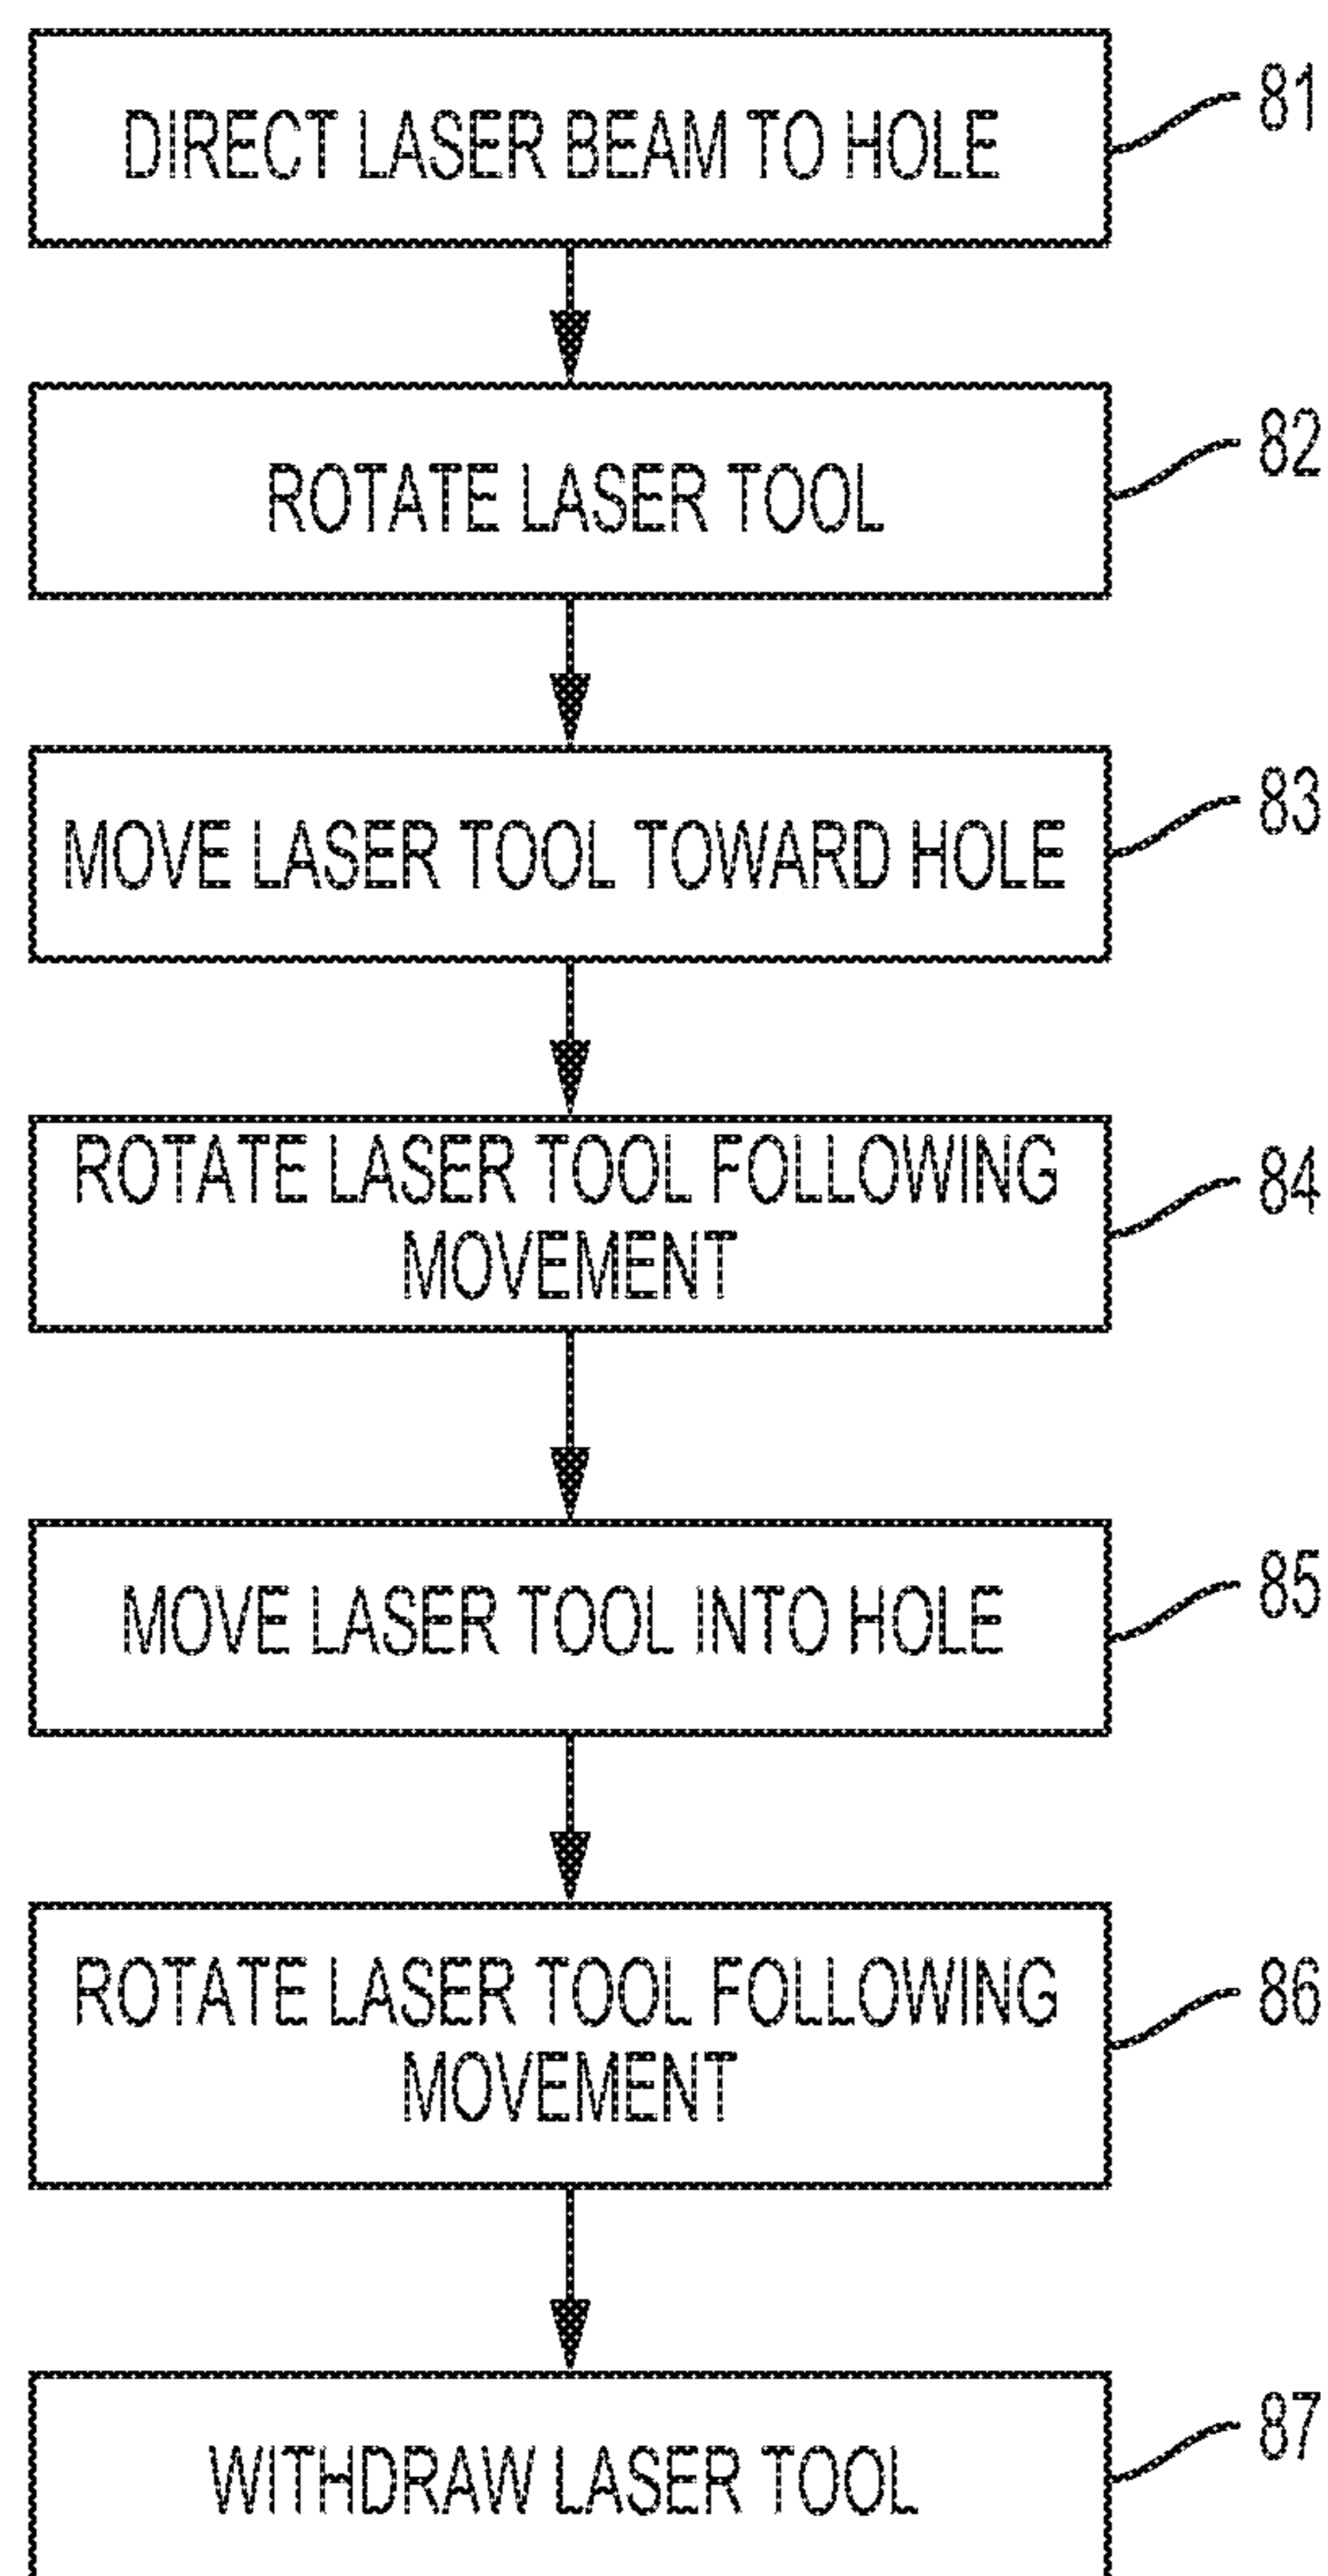 DIRECT LASER BEAM TO HOLE
81
ROTATE LASER TOOL
82
MOVE LASER TOOL TOWARD HOLE
83
ROTATE LASER TOOL FOLLOWING
MOVEMENT
84
MOVE LASER TOOL INTO HOLE
85
ROTATE LASER TOOL FOLLOWING
MOVEMENT
86
WITHDRAW LASER TOOL
87